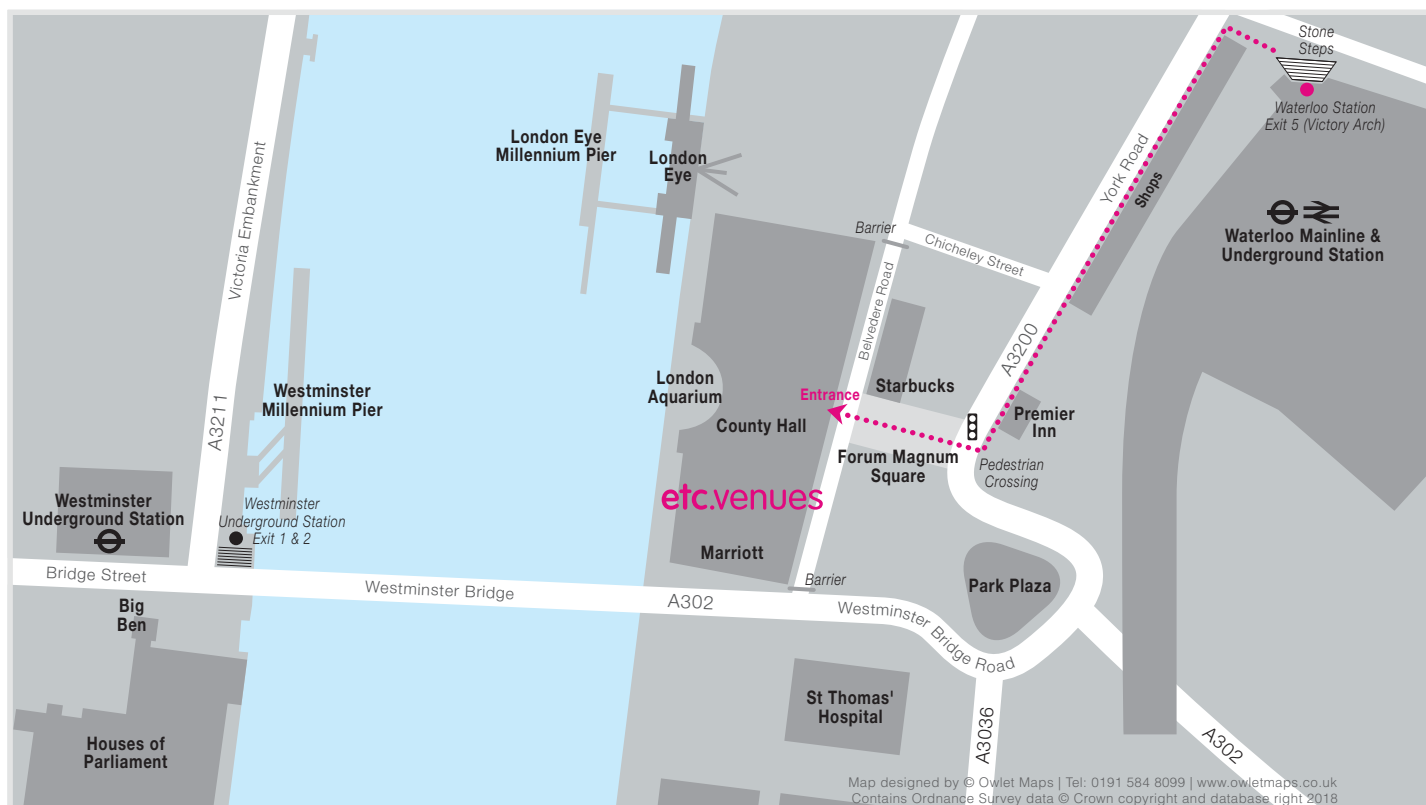 Stone
Steps
Waterloo Station
Exit 5 (Victory Arch)
London Eye
Millennium Pier
London
Eye
Victoria Embankment
York Road
Shops
Barrier
Chicheley Street
Waterloo Mainline &
Underground Station
Belvedere Road
A3200
London
Aquarium
Starbucks
Entrance
Westminster
Millennium Pier
A3211
County Hall
Premier
Inn
Forum Magnum
Square
Pedestrian
Crossing
etc.venues
Westminster
Underground Station
Westminster
Underground Station
Exit 1 & 2
Marriott
Bridge Street
Westminster Bridge
A302
Barrier
Westminster Bridge Road
Park Plaza
Big
Ben
St Thomas'
Hospital
A3036
A302
Houses of
Parliament
Map designed by © Owlet Maps | Tel: 0191 584 8099 | www.owletmaps.co.uk
Contains Ordnance Survey data © Crown copyright and database right 2018